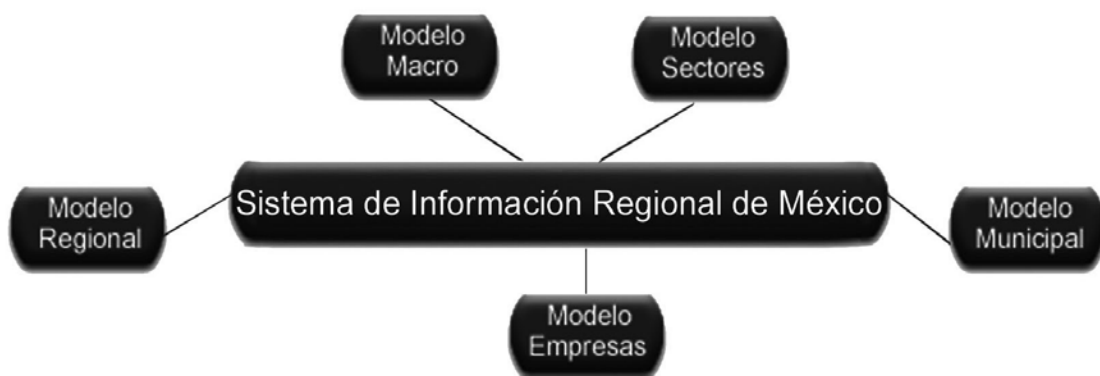 Modelo
Macro
Modelo
Sectores
Modelo
Regional
Sistema de Información Regional de México
Modelo
Municipal
Modelo
Empresas